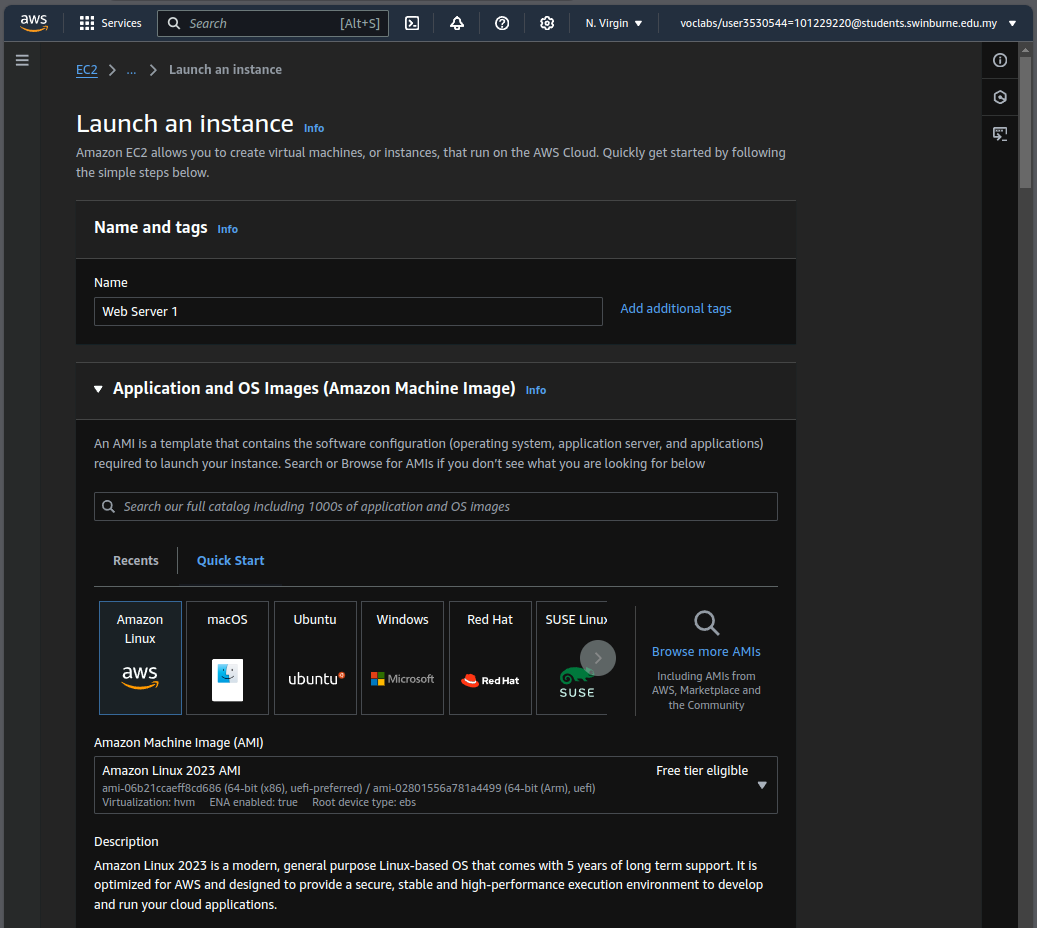 aws Services Search [Alt+S] N. Virgin voclabs/user3530544=101229220@students.swinburne.edu.my
EC2 ... Launch an instance
Launch an instance Info
Amazon EC2 allows you to create virtual machines, or instances, that run on the AWS Cloud. Quickly get started by following
the simple steps below.
Name and tags Info
Name
Web Server 1
Add additional tags
Application and OS Images (Amazon Machine Image) Info
An AMI is a template that contains the software configuration (operating system, application server, and applications)
required to launch your instance. Search or Browse for AMIs if you don't see what you are looking for below
Search our full catalog including 1000s of application and OS images
Recents Quick Start
Amazon
Linux
aws
macOS
Ubuntu
ubuntu
Windows
Microsoft
Red Hat
Red Hat
SUSE Linux
SUSE
Browse more AMIs
Including AMIs from
AWS, Marketplace and
the Community
Amazon Machine Image (AMI)
Amazon Linux 2023 AMI Free tier eligible
ami-06b21ccaeff8cd686 (64-bit (x86), uefi-preferred) / ami-02801556a781a4499 (64-bit (Arm), uefi)
Virtualization: hvm ENA enabled: true Root device type: ebs
Description
Amazon Linux 2023 is a modern, general purpose Linux-based OS that comes with 5 years of long term support. It is
optimized for AWS and designed to provide a secure, stable and high-performance execution environment to develop
and run your cloud applications.